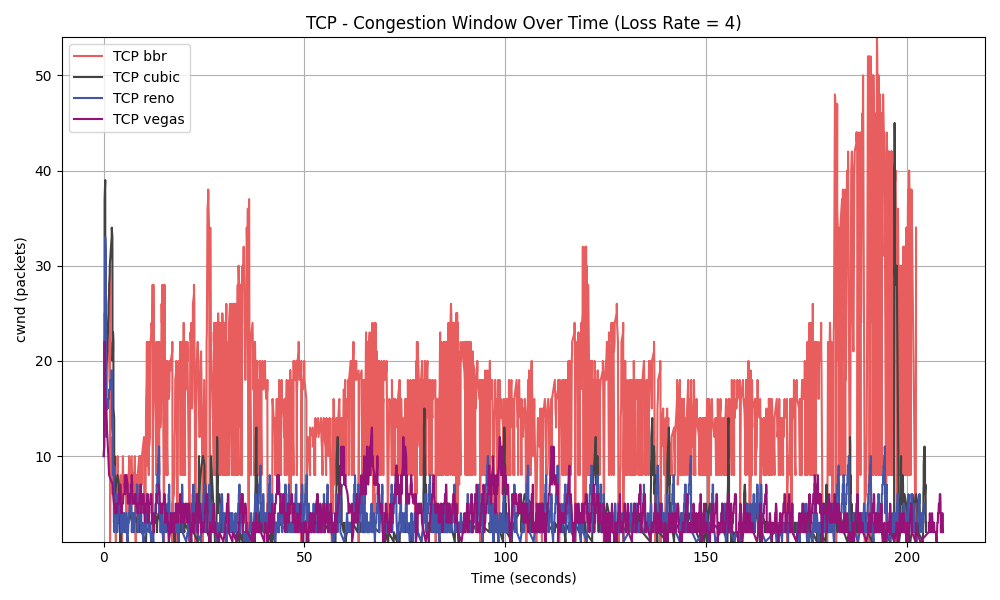 TCP - Congestion Window Over Time (Loss Rate = 4)
TCP bbr
TCP cubic
TCP reno
TCP vegas
cwnd (packets)
50
40
30
20
10
0 50 100 150 200
Time (seconds)